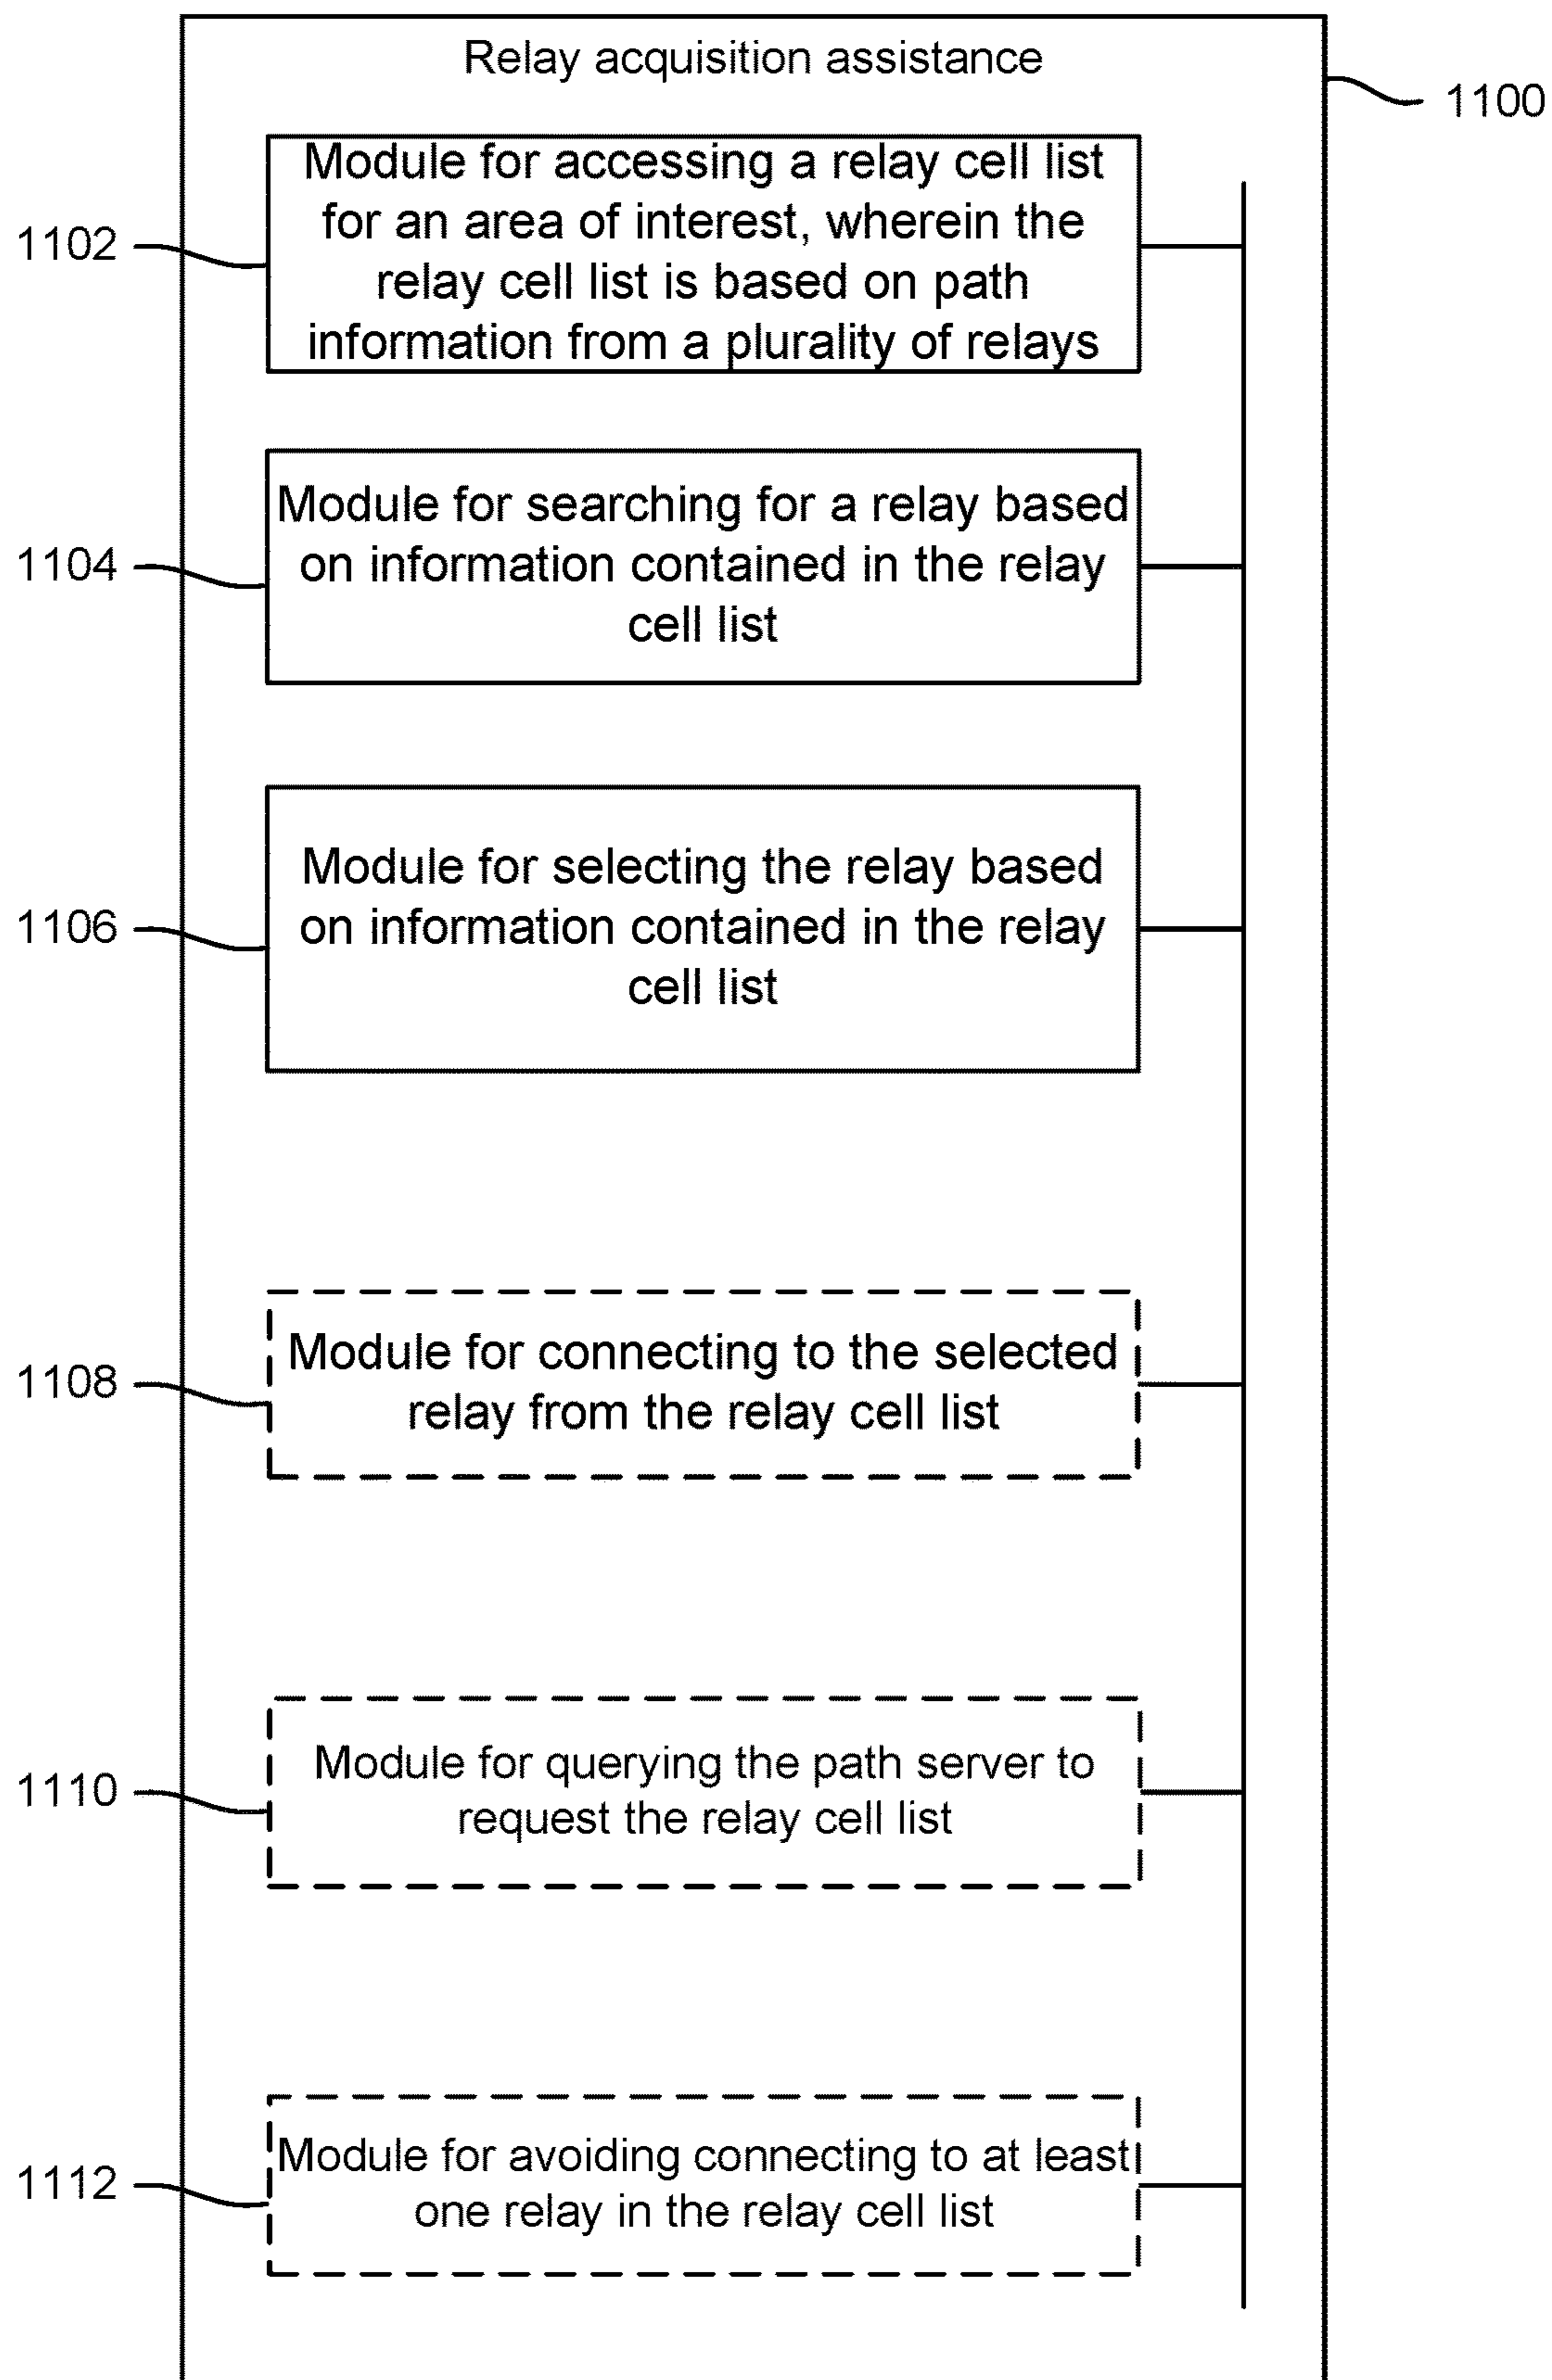 Relay acquisition assistance
1100
Module for accessing a relay cell list
for an area of interest, wherein the
relay cell list is based on path
information from a plurality of relays
1102
Module for searching for a relay based
on information contained in the relay
cell list
1104
Module for selecting the relay based
on information contained in the relay
cell list
1106
Module for connecting to the selected
relay from the relay cell list
1108
Module for querying the path server to
request the relay cell list
1110
Module for avoiding connecting to at least
one relay in the relay cell list
1112